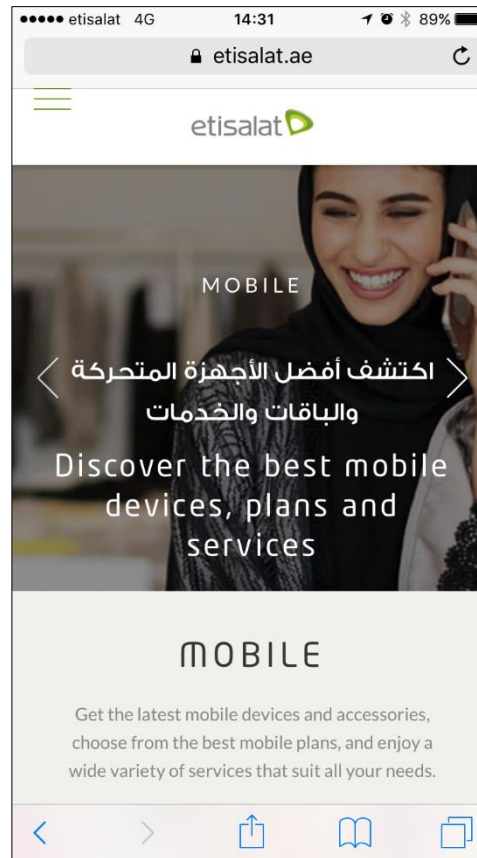 etisalat 4G 14:31 89%
etisalat.ae
etisalat
MOBILE
اكتشف أفضل الأجهزة المتحركة
والباقات والخدمات
Discover the best mobile
devices, plans and
services
MOBILE
Get the latest mobile devices and accessories,
choose from the best mobile plans, and enjoy a
wide variety of services that suit all your needs.